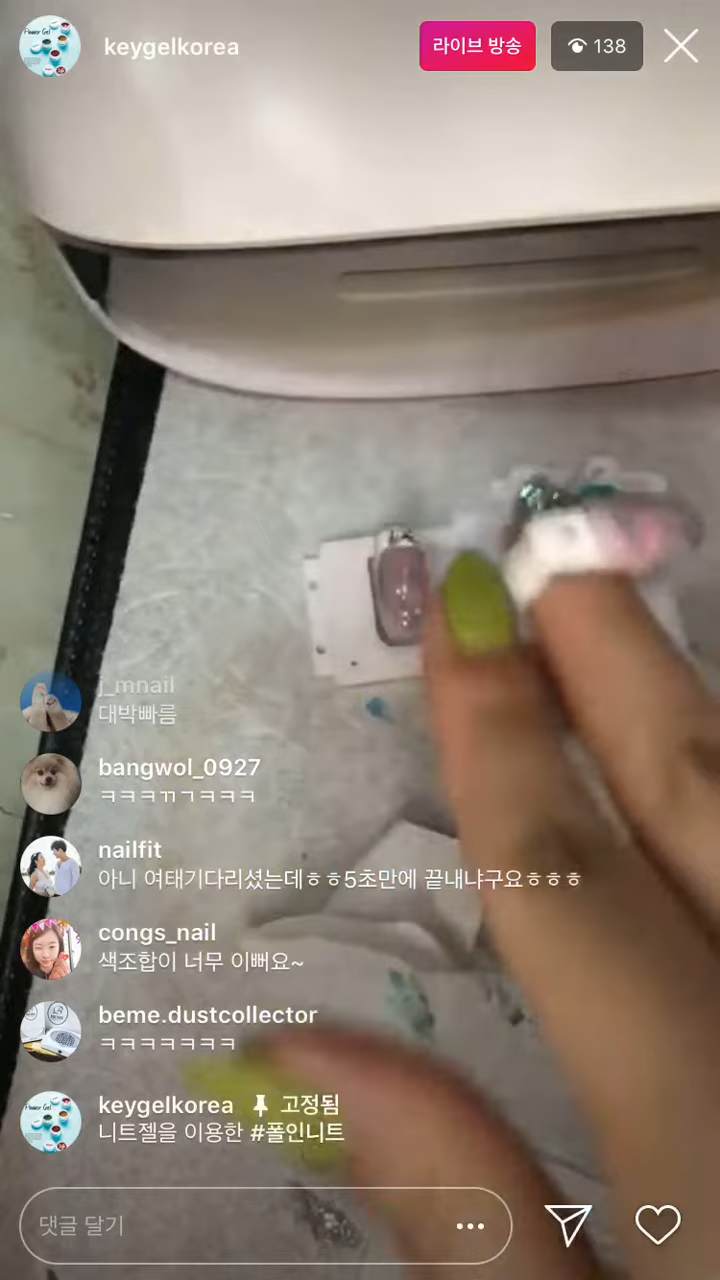 keygelkorea
라이브 방송
138
j_mnail
대박빠름
bangwol_0927
ㅋㅋㅋㄲㄱㅋㅋㅋ
nailfit
아니 여태기다리셨는데ㅎㅎ5초만에 끝내냐구요ㅎㅎㅎ
congs_nail
색조합이 너무 이뻐요~
beme.dustcollector
ㅋㅋㅋㅋㅋㅋㅋ
keygelkorea 고정됨
니트젤을 이용한 #폴인니트
댓글 달기